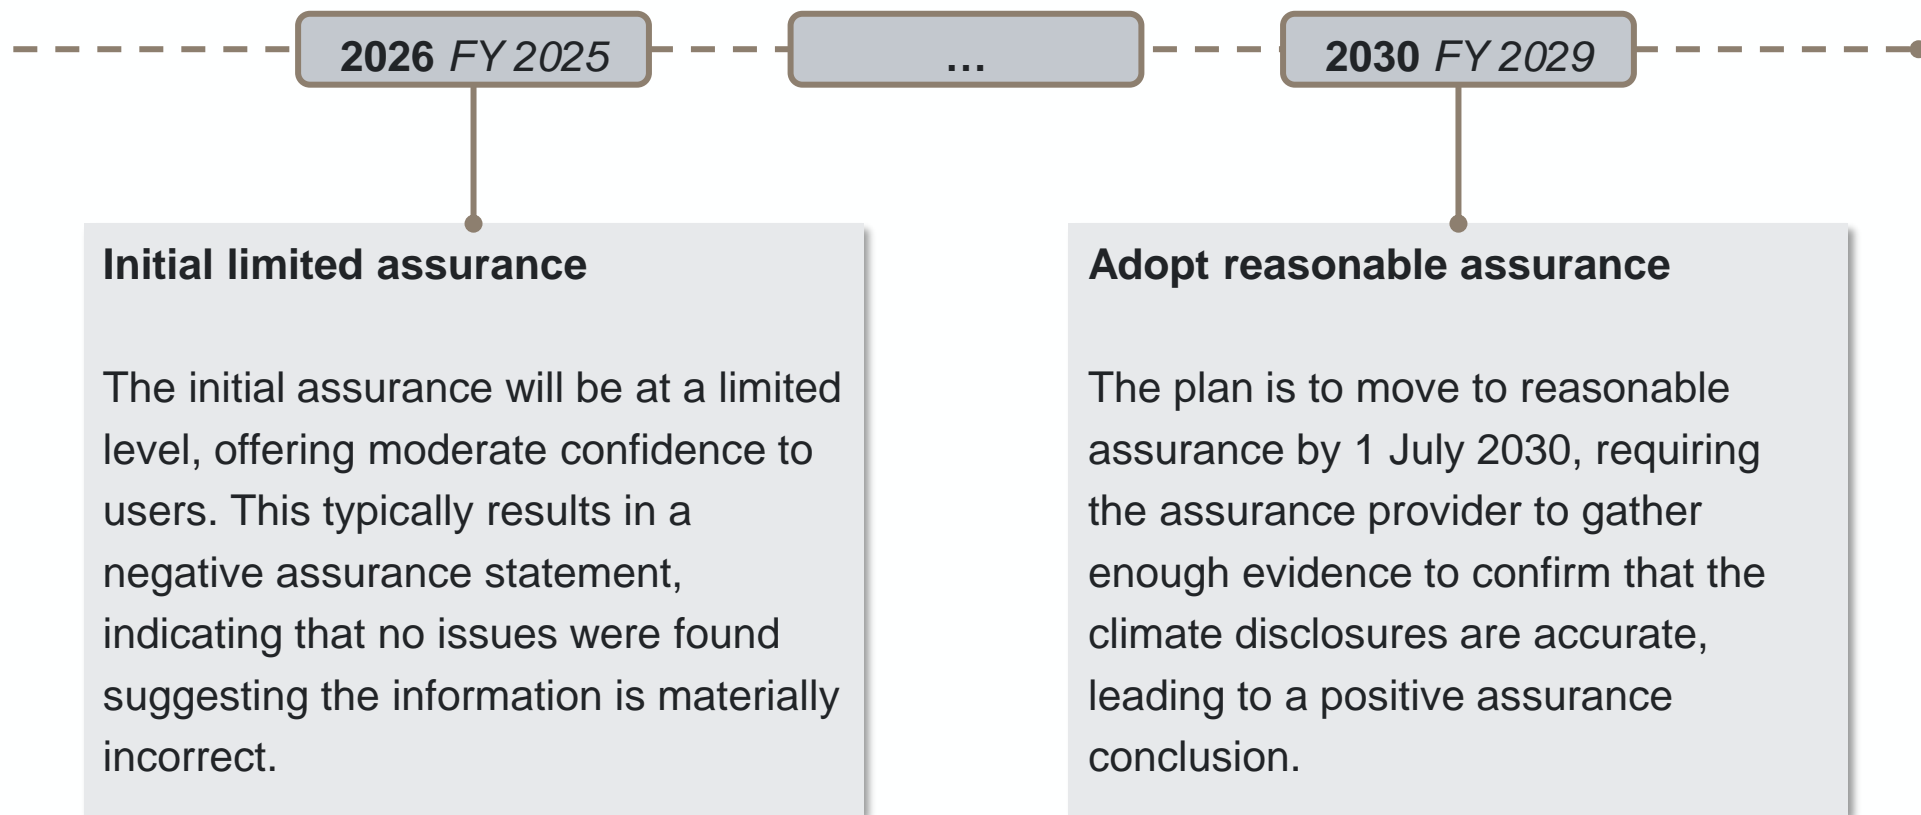 2026 FY 2025
...
2030 FY 2029
Initial limited assurance
The initial assurance will be at a limited
level, offering moderate confidence to
users. This typically results in a
negative assurance statement,
indicating that no issues were found
suggesting the information is materially
incorrect.
Adopt reasonable assurance
The plan is to move to reasonable
assurance by 1 July 2030, requiring
the assurance provider to gather
enough evidence to confirm that the
climate disclosures are accurate,
leading to a positive assurance
conclusion.